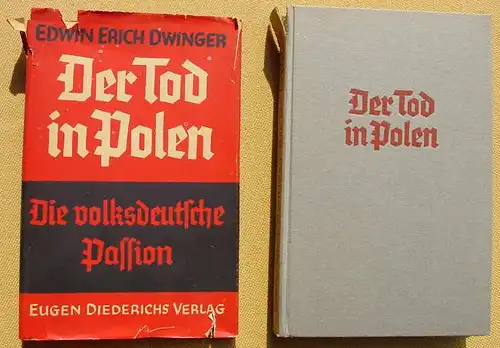 EDWIN ERICH DWINGER
Der Tod
in Polen
Die volksdeutsche
Passion
EUGEN DIEDERICHS VERLAG
Der Tod
in Polen